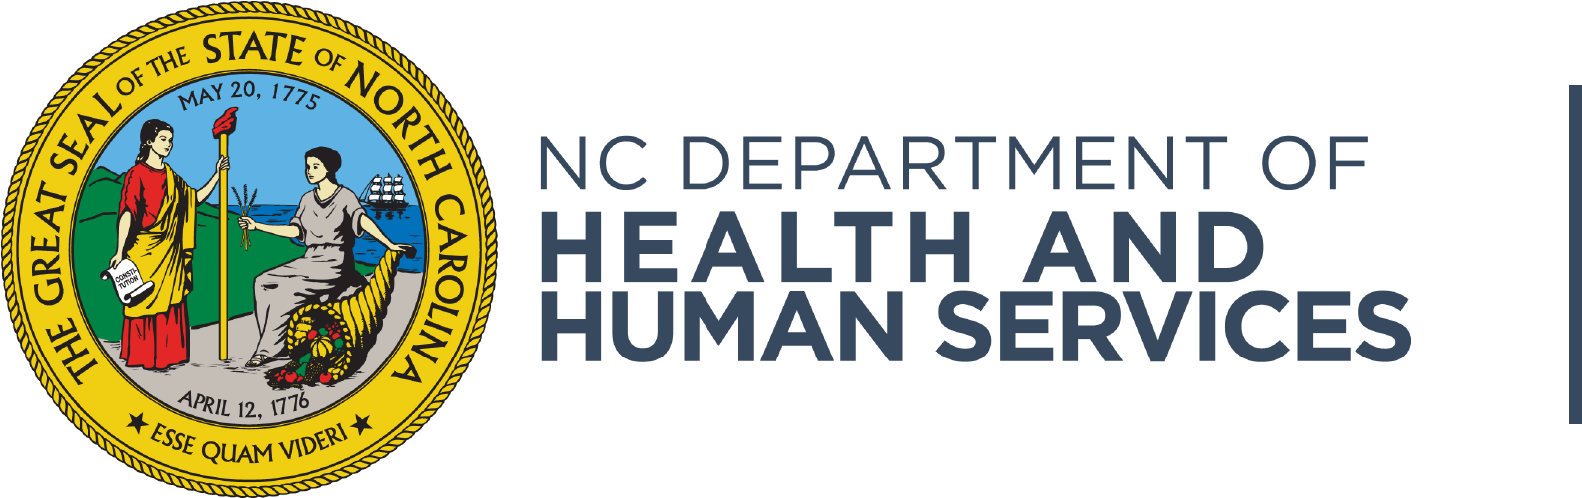 THE GREAT SEAL OF THE STATE OF NORTH CAROLINA
MAY 20, 1775
CONSTI-
TUTION
APRIL 12, 1776
★ ESSE QUAM VIDERI ★
NC DEPARTMENT OF
HEALTH AND
HUMAN SERVICES